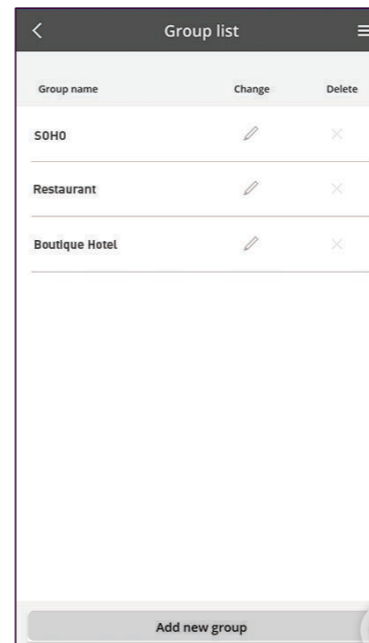 Group list
Group name Change Delete
SOHO
Restaurant
Boutique Hotel
Add new group